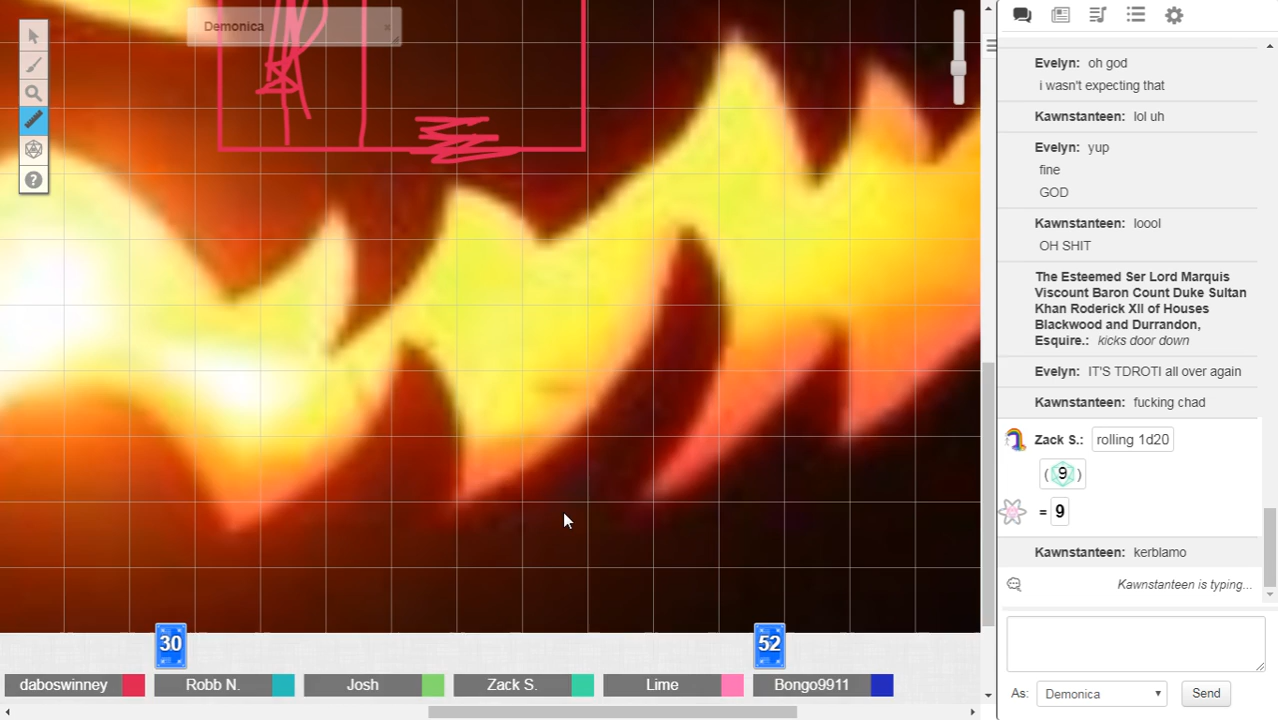 Demonica
Evelyn: oh god
i wasn't expecting that
Kawnstanteen: lol uh
Evelyn: yup
fine
GOD
Kawnstanteen: loool
OH SHIT
The Esteemed Ser Lord Marquis
Viscount Baron Count Duke Sultan
Khan Roderick XII of Houses
Blackwood and Durrandon,
Esquire.: kicks door down
Evelyn: IT'S TDROTI all over again
Kawnstanteen: fucking chad
Zack S.: rolling 1d20
(9)
= 9
Kawnstanteen: kerblamo
Kawnstanteen is typing...
30
52
daboswinney
Robb N.
Josh
Zack S.
Lime
Bongo9911
As: Demonica Send